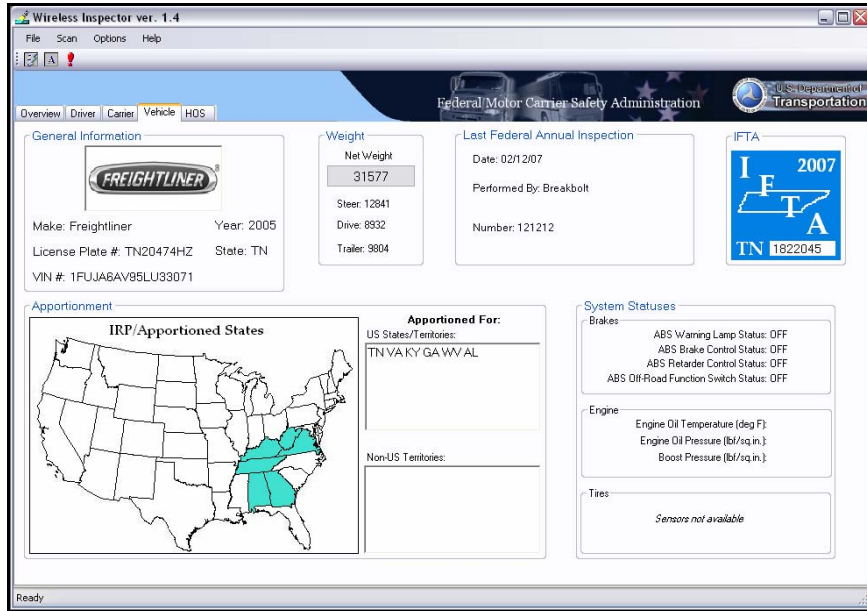 Wireless Inspector ver. 1.4
File Scan Options Help
A
Federal Motor Carrier Safety Administration
U.S. Department of
Transportation
Overview Driver Carrier Vehicle HOS
General Information
FREIGHTLINER
Make: Freightliner Year: 2005
License Plate #: TN20474HZ State: TN
VIN #: 1FUJA6AV95LU33071
Weight
Net Weight
31577
Steer: 12841
Drive: 8932
Trailer: 9804
Last Federal Annual Inspection
Date: 02/12/07
Performed By: Breakbolt
Number: 121212
IFTA
I 2007
F
T
A
TN 1822045
Apportionment
IRP/Apportioned States
Apportioned For:
US States/Territories:
TN VA KY GA WV AL
Non-US Territories:
System Statuses
Brakes
ABS Warning Lamp Status: OFF
ABS Brake Control Status: OFF
ABS Retarder Control Status: OFF
ABS Off-Road Function Switch Status: OFF
Engine
Engine Oil Temperature (deg F):
Engine Oil Pressure (lbf/sq.in.):
Boost Pressure (lbf/sq.in.):
Tires
Sensors not available
Ready